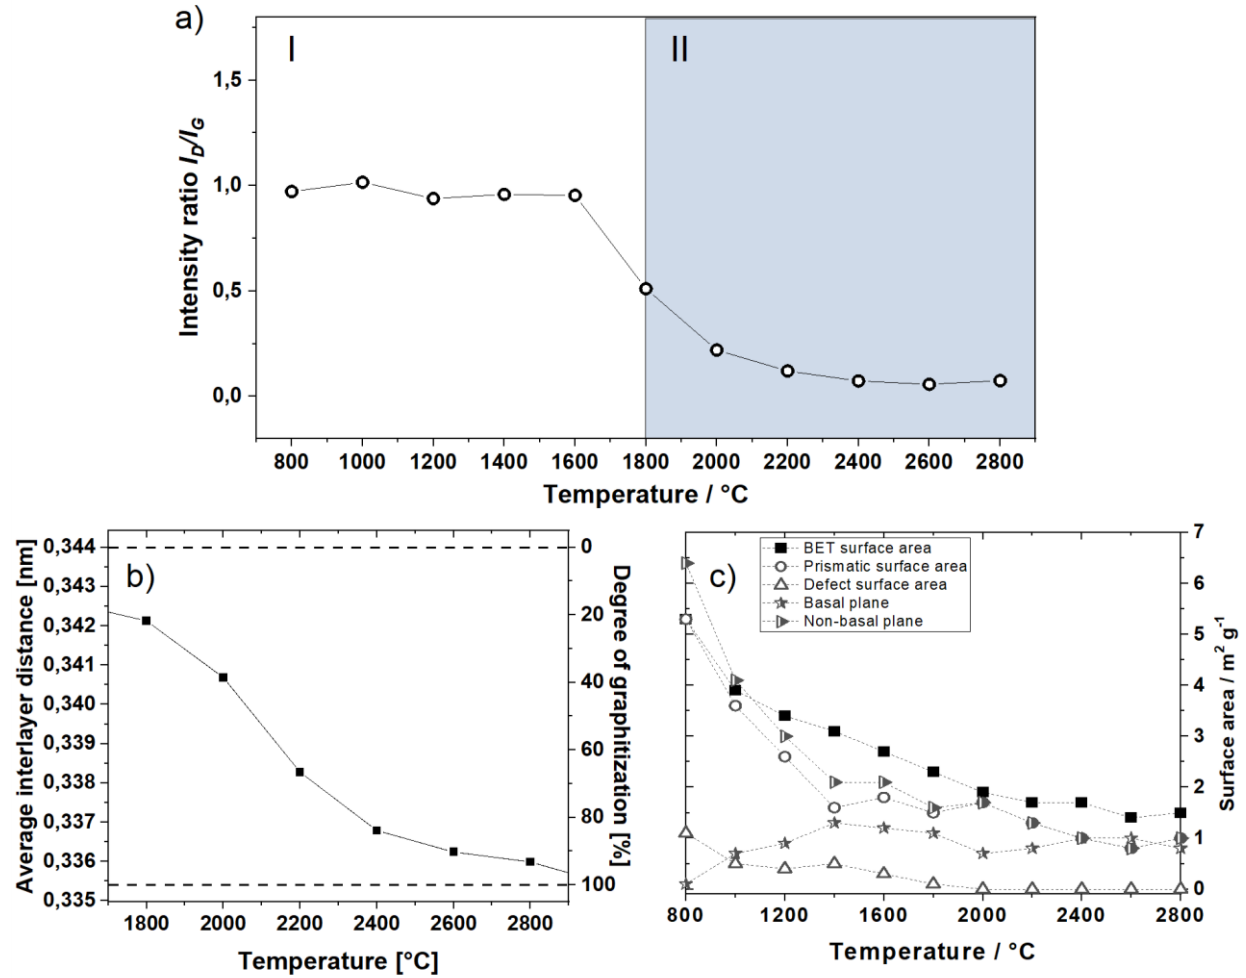 a)
I
II
1,5
1,0
0,5
0,0
Intensity ratio I_D/I_G
800 1000 1200 1400 1600 1800 2000 2200 2400 2600 2800
Temperature / °C
b)
0,344
0,343
0,342
0,341
0,340
0,339
0,338
0,337
0,336
0,335
Average interlayer distance [nm]
0
20
40
60
80
100
Degree of graphitization [%]
1800 2000 2200 2400 2600 2800
Temperature [°C]
c)
BET surface area
Prismatic surface area
Defect surface area
Basal plane
Non-basal plane
7
6
5
4
3
2
1
0
Surface area / m² g⁻¹
800 1200 1600 2000 2400 2800
Temperature / °C